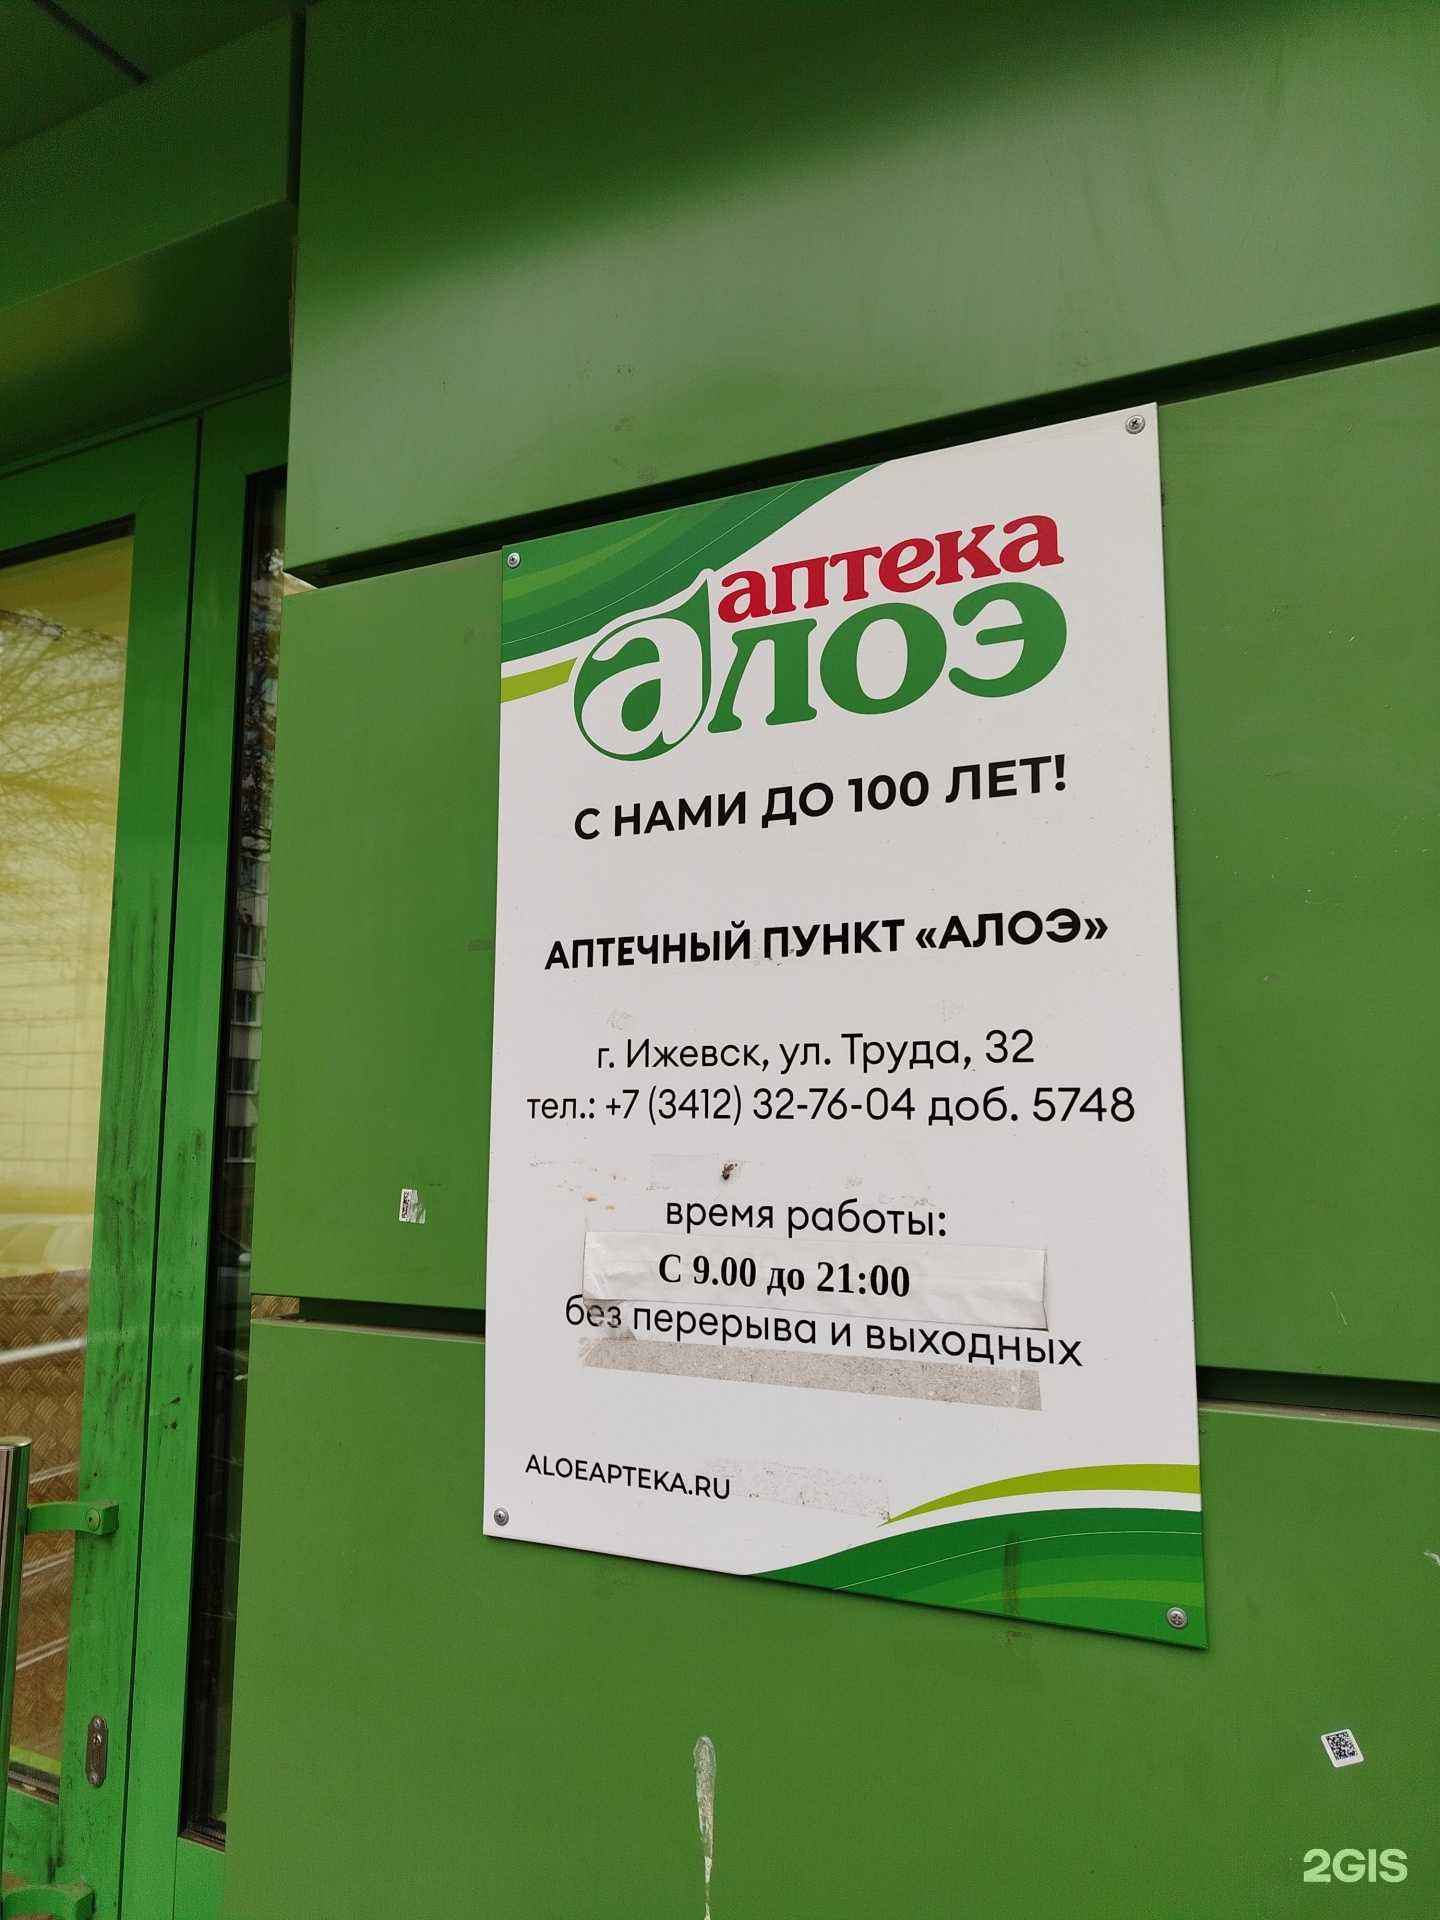 аптека
алоэ
С НАМИ ДО 100 ЛЕТ!
АПТЕЧНЫЙ ПУНКТ «АЛОЭ»
г. Ижевск, ул. Труда, 32
тел.: +7 (3412) 32-76-04 доб. 5748
время работы:
С 9.00 до 21:00
без перерыва и выходных
ALOEAPTEKA.RU
2GIS